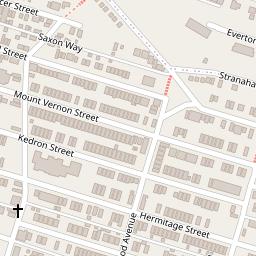 cer Street
Saxon Way
Everton
Stranaha
Street
Mount Vernon Street
Kedron Street
Hermitage Street
od Avenue